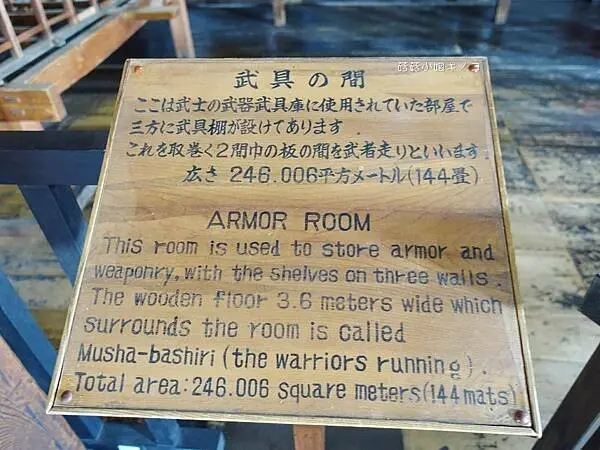 武具の間
ここは武士の武器武具庫に使用されていた部屋で
三方に武具棚が設けてあります.
これを取巻く2間巾の板の間を武者走りといいます.
広さ 246.006平方メートル(144畳)
ARMOR ROOM
This room is used to store armor and
weaponry, with the shelves on three walls.
The wooden floor 3.6 meters wide which
surrounds the room is called
Musha-bashiri (the warriors running).
Total area: 246.006 square meters (144 mats)